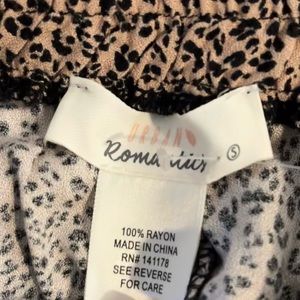 URBAN
Romantics
S
100% RAYON
MADE IN CHINA
RN# 141178
SEE REVERSE
FOR CARE